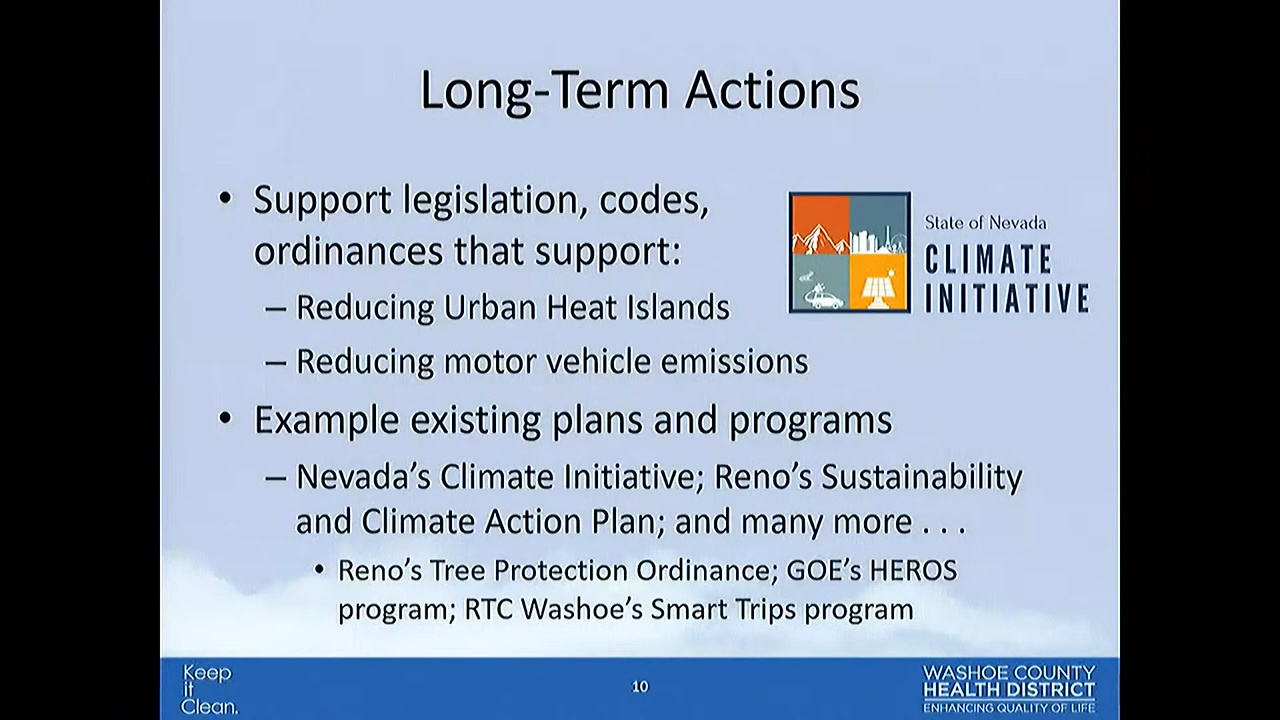 Long-Term Actions
• Support legislation, codes,
ordinances that support:
– Reducing Urban Heat Islands
– Reducing motor vehicle emissions
State of Nevada
CLIMATE
INITIATIVE
• Example existing plans and programs
– Nevada's Climate Initiative; Reno's Sustainability
and Climate Action Plan; and many more . . .
• Reno's Tree Protection Ordinance; GOE's HEROS
program; RTC Washoe's Smart Trips program
Keep
it
Clean.
10
WASHOE COUNTY
HEALTH DISTRICT
ENHANCING QUALITY OF LIFE